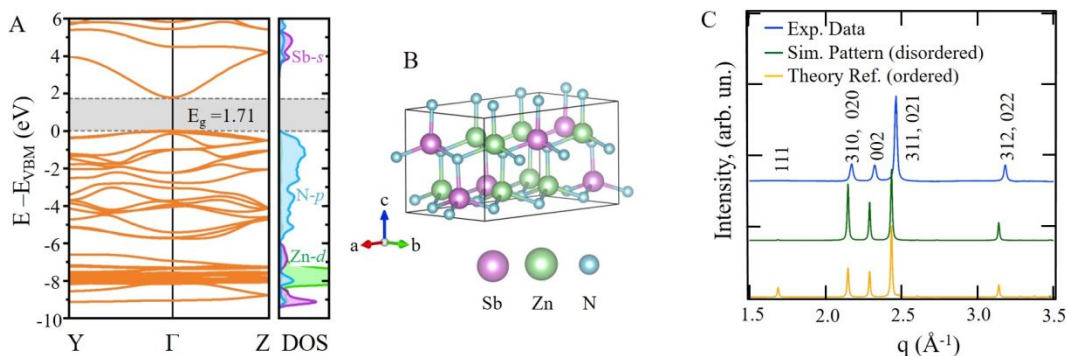 A
E –E_VBM (eV)
6
4
2
0
-2
-4
-6
-8
-10
E_g =1.71
Y
Γ
Z
DOS
Sb-s
N-p
Zn-d
B
c
a
b
Sb
Zn
N
C
Exp. Data
Sim. Pattern (disordered)
Theory Ref. (ordered)
Intensity, (arb. un.)
111
310, 020
002
311, 021
312, 022
1.5
2.0
2.5
3.0
3.5
q (Å⁻¹)